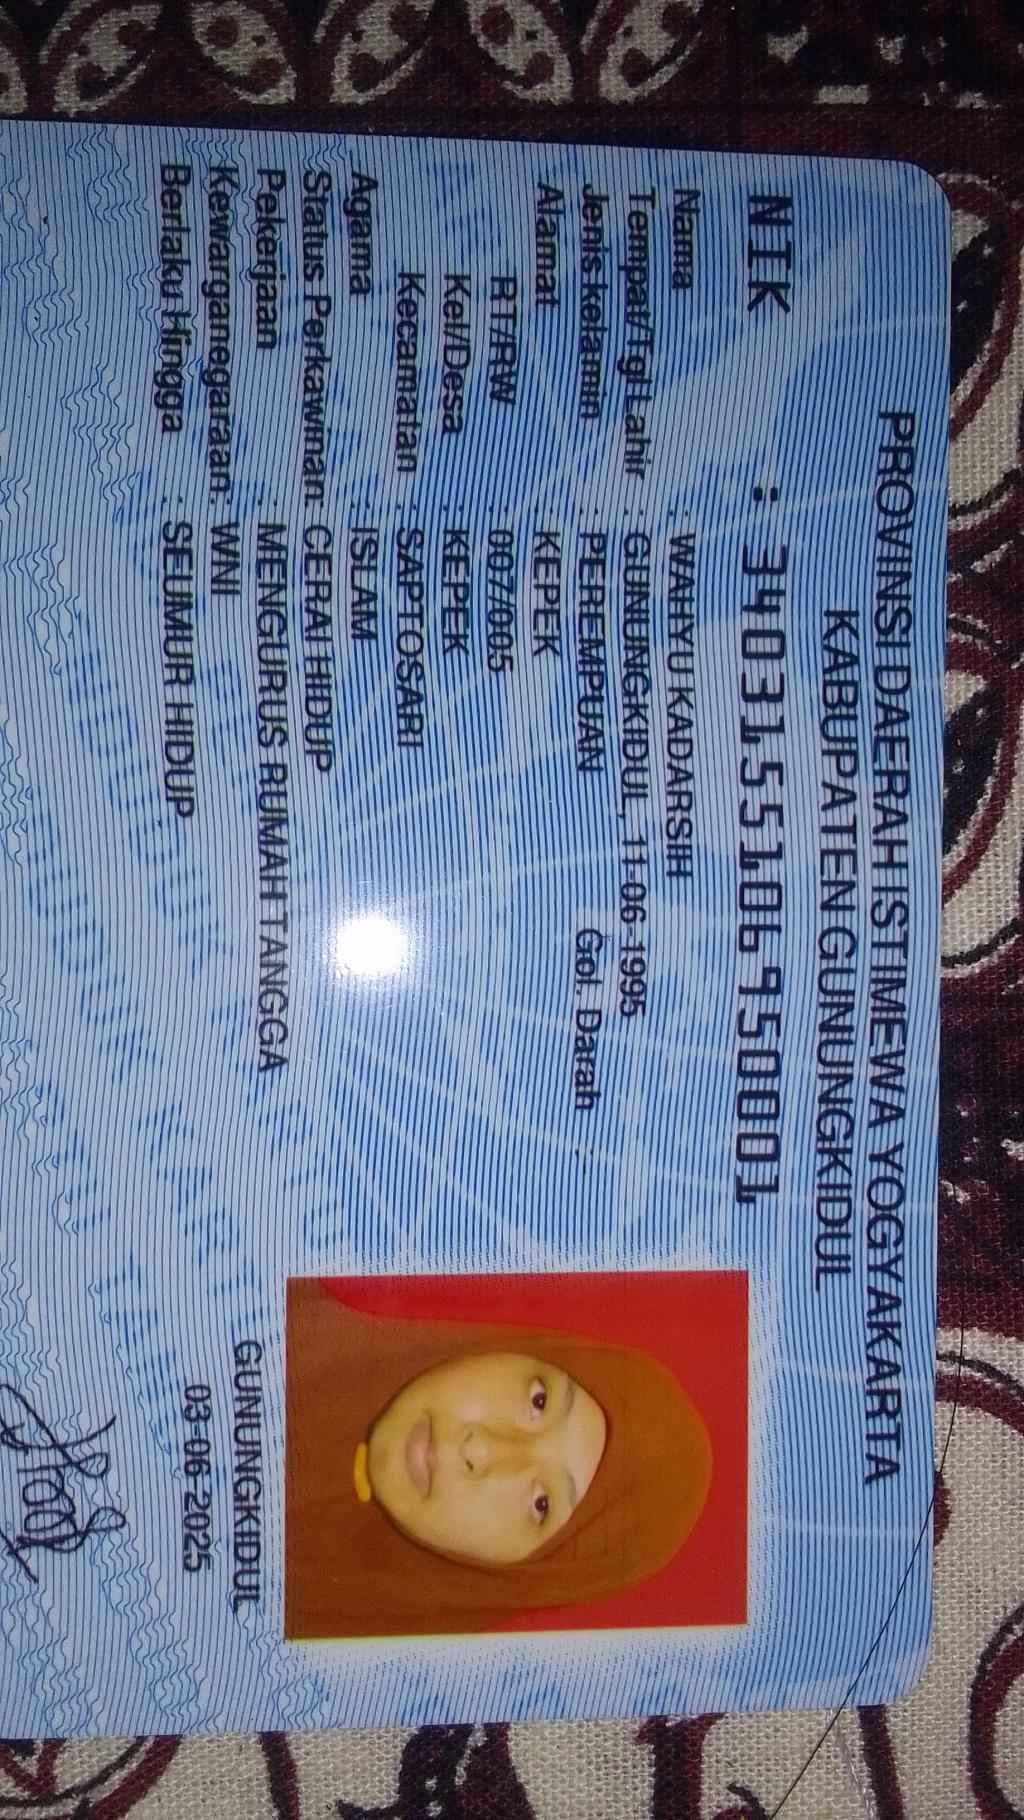 PROVINSI DAERAH ISTIMEWA YOGYAKARTA
KABUPATEN GUNUNGKIDUL
NIK : 3403155106950001
Nama : WAHYU KADARSIH
Tempat/Tgl Lahir : GUNUNGKIDUL, 11-06-1995
Jenis kelamin : PEREMPUAN Gol. Darah : -
Alamat : KEPEK
RT/RW : 007/005
Kel/Desa : KEPEK
Kecamatan : SAPTOSARI
Agama : ISLAM
Status Perkawinan: CERAI HIDUP
Pekerjaan : MENGURUS RUMAH TANGGA
Kewarganegaraan: WNI
Berlaku Hingga : SEUMUR HIDUP
GUNUNGKIDUL
03-06-2025